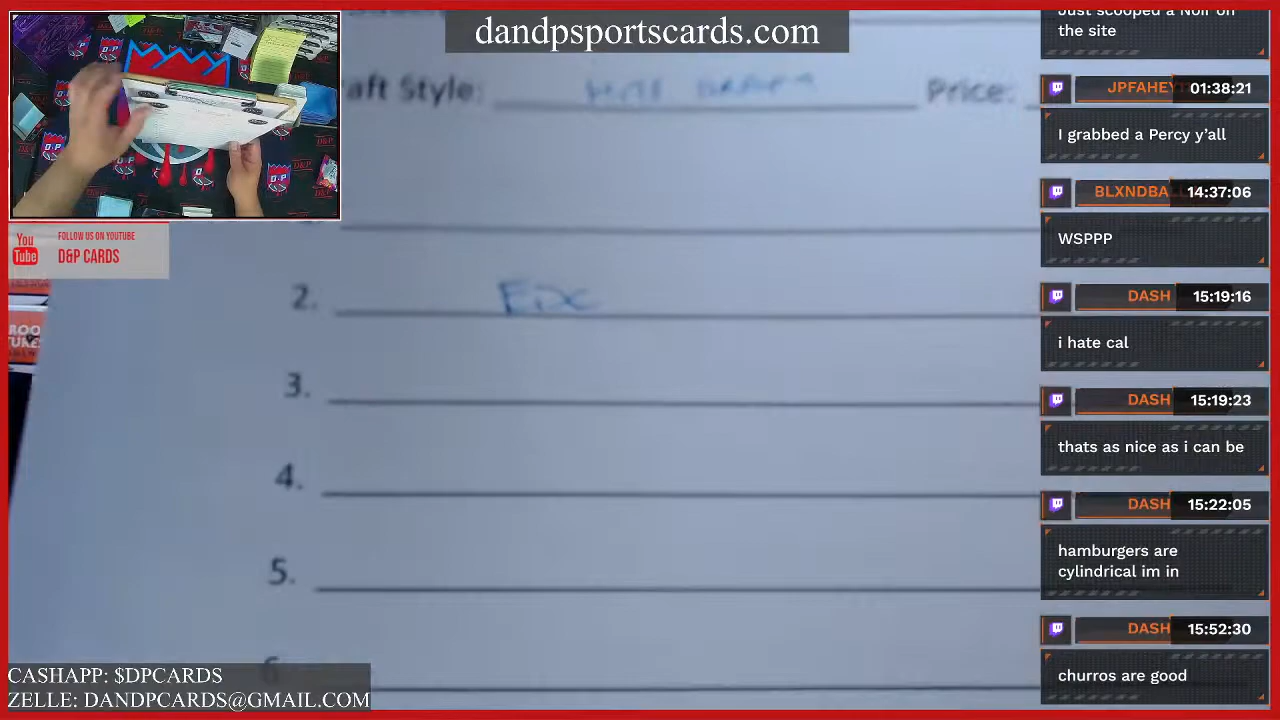 dandpsportscards.com
Just scooped a Noir on
the site
JPFAHEY 01:38:21
I grabbed a Percy y'all
BLXNDBA 14:37:06
WSPPP
DASH 15:19:16
i hate cal
DASH 15:19:23
thats as nice as i can be
DASH 15:22:05
hamburgers are
cylindrical im in
DASH 15:52:30
churros are good
aft Style: Price:
2.
3.
4.
5.
6.
You
Tube
FOLLOW US ON YOUTUBE
D&P CARDS
D&P
CASHAPP: $DPCARDS
ZELLE: DANDPCARDS@GMAIL.COM